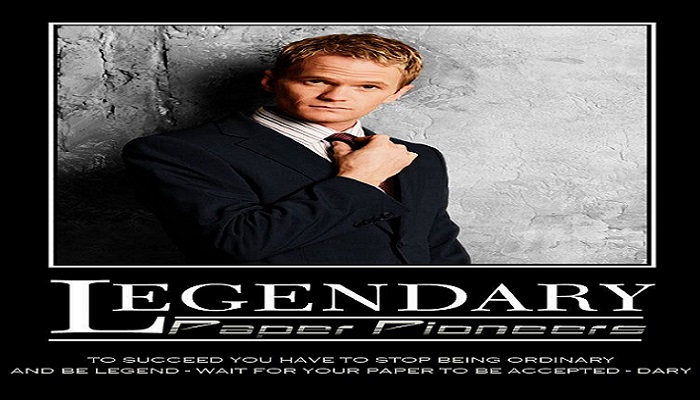 LEGENDARY
Paper Pioneers
TO SUCCEED YOU HAVE TO STOP BEING ORDINARY
AND BE LEGEND - WAIT FOR YOUR PAPER TO BE ACCEPTED - DARY